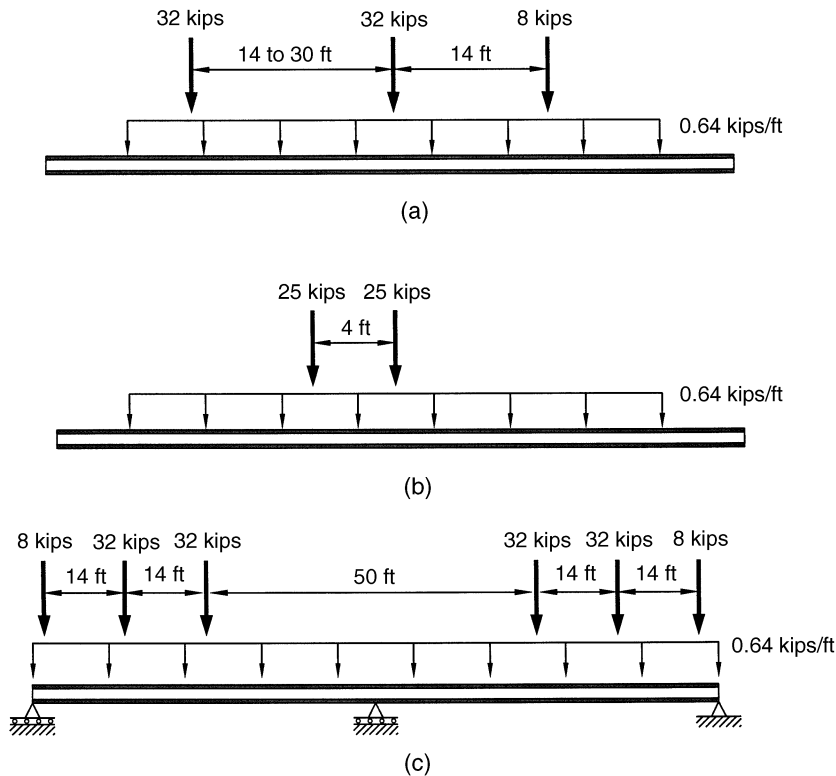 32 kips 32 kips 8 kips
14 to 30 ft 14 ft
0.64 kips/ft
(a)
25 kips 25 kips
4 ft
0.64 kips/ft
(b)
8 kips 32 kips 32 kips 32 kips 32 kips 8 kips
14 ft 14 ft 50 ft 14 ft 14 ft
0.64 kips/ft
(c)